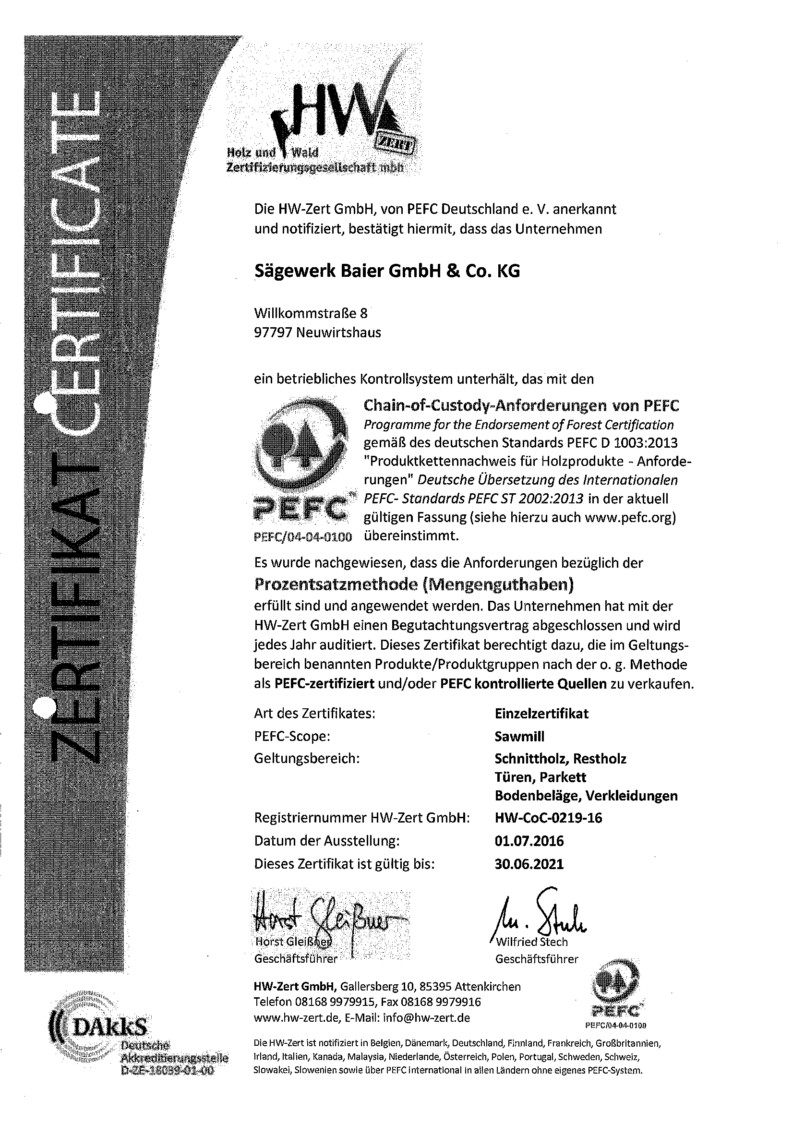 ZERTIFIKAT CERTIFICATE
HW
ZERT
Holz und Wald
Zertifizierungsgesellschaft mbh
Die HW-Zert GmbH, von PEFC Deutschland e. V. anerkannt
und notifiziert, bestätigt hiermit, dass das Unternehmen
Sägewerk Baier GmbH & Co. KG
Willkommstraße 8
97797 Neuwirtshaus
ein betriebliches Kontrollsystem unterhält, das mit den
Chain-of-Custody-Anforderungen von PEFC
Programme for the Endorsement of Forest Certification
gemäß des deutschen Standards PEFC D 1003:2013
"Produktkettennachweis für Holzprodukte - Anforde-
rungen" Deutsche Übersetzung des Internationalen
PEFC- Standards PEFC ST 2002:2013 in der aktuell
gültigen Fassung (siehe hierzu auch www.pefc.org)
übereinstimmt.
PEFC™
PEFC/04-04-0100
Es wurde nachgewiesen, dass die Anforderungen bezüglich der
Prozentsatzmethode (Mengenguthaben)
erfüllt sind und angewendet werden. Das Unternehmen hat mit der
HW-Zert GmbH einen Begutachtungsvertrag abgeschlossen und wird
jedes Jahr auditiert. Dieses Zertifikat berechtigt dazu, die im Geltungs-
bereich benannten Produkte/Produktgruppen nach der o. g. Methode
als PEFC-zertifiziert und/oder PEFC kontrollierte Quellen zu verkaufen.
Art des Zertifikates: Einzelzertifikat
PEFC-Scope: Sawmill
Geltungsbereich: Schnittholz, Restholz
Türen, Parkett
Bodenbeläge, Verkleidungen
Registriernummer HW-Zert GmbH: HW-CoC-0219-16
Datum der Ausstellung: 01.07.2016
Dieses Zertifikat ist gültig bis: 30.06.2021
Horst Gleißner
Horst Gleißner
Geschäftsführer
Wilfried Stech
Geschäftsführer
HW-Zert GmbH, Gallersberg 10, 85395 Attenkirchen
Telefon 08168 9979915, Fax 08168 9979916
www.hw-zert.de, E-Mail: info@hw-zert.de
PEFC™
PEFC/04-04-0100
DAkkS
Deutsche
Akkreditierungsstelle
D-ZE-18039-01-00
Die HW-Zert ist notifiziert in Belgien, Dänemark, Deutschland, Finnland, Frankreich, Großbritannien,
Irland, Italien, Kanada, Malaysia, Niederlande, Österreich, Polen, Portugal, Schweden, Schweiz,
Slowakei, Slowenien sowie über PEFC international in allen Ländern ohne eigenes PEFC-System.